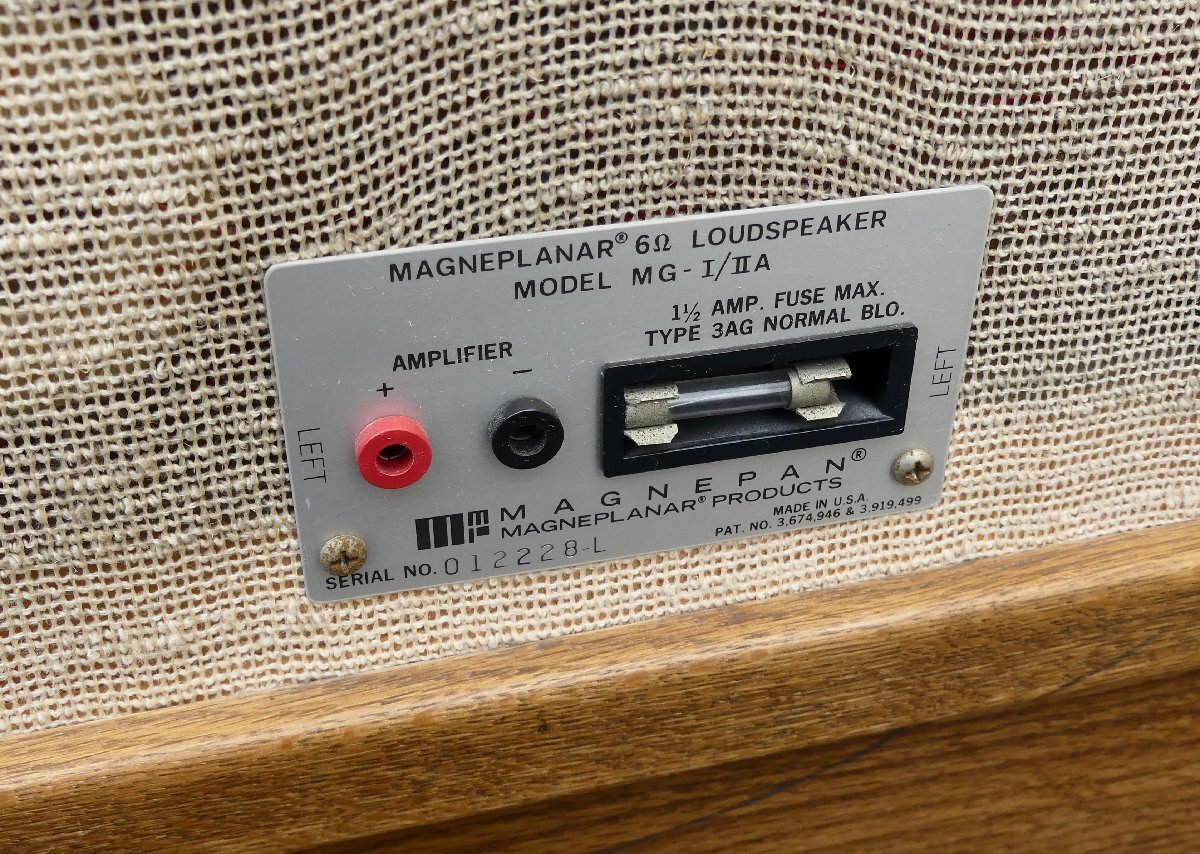 MAGNEPLANAR® 6Ω LOUDSPEAKER
MODEL MG-I/IIA
1½ AMP. FUSE MAX.
TYPE 3AG NORMAL BLO.
AMPLIFIER
+ −
LEFT
LEFT
MAGNEPAN®
MAGNEPLANAR® PRODUCTS
MADE IN U.S.A.
PAT. NO. 3,674,946 & 3,919,499
SERIAL NO. 012228-L